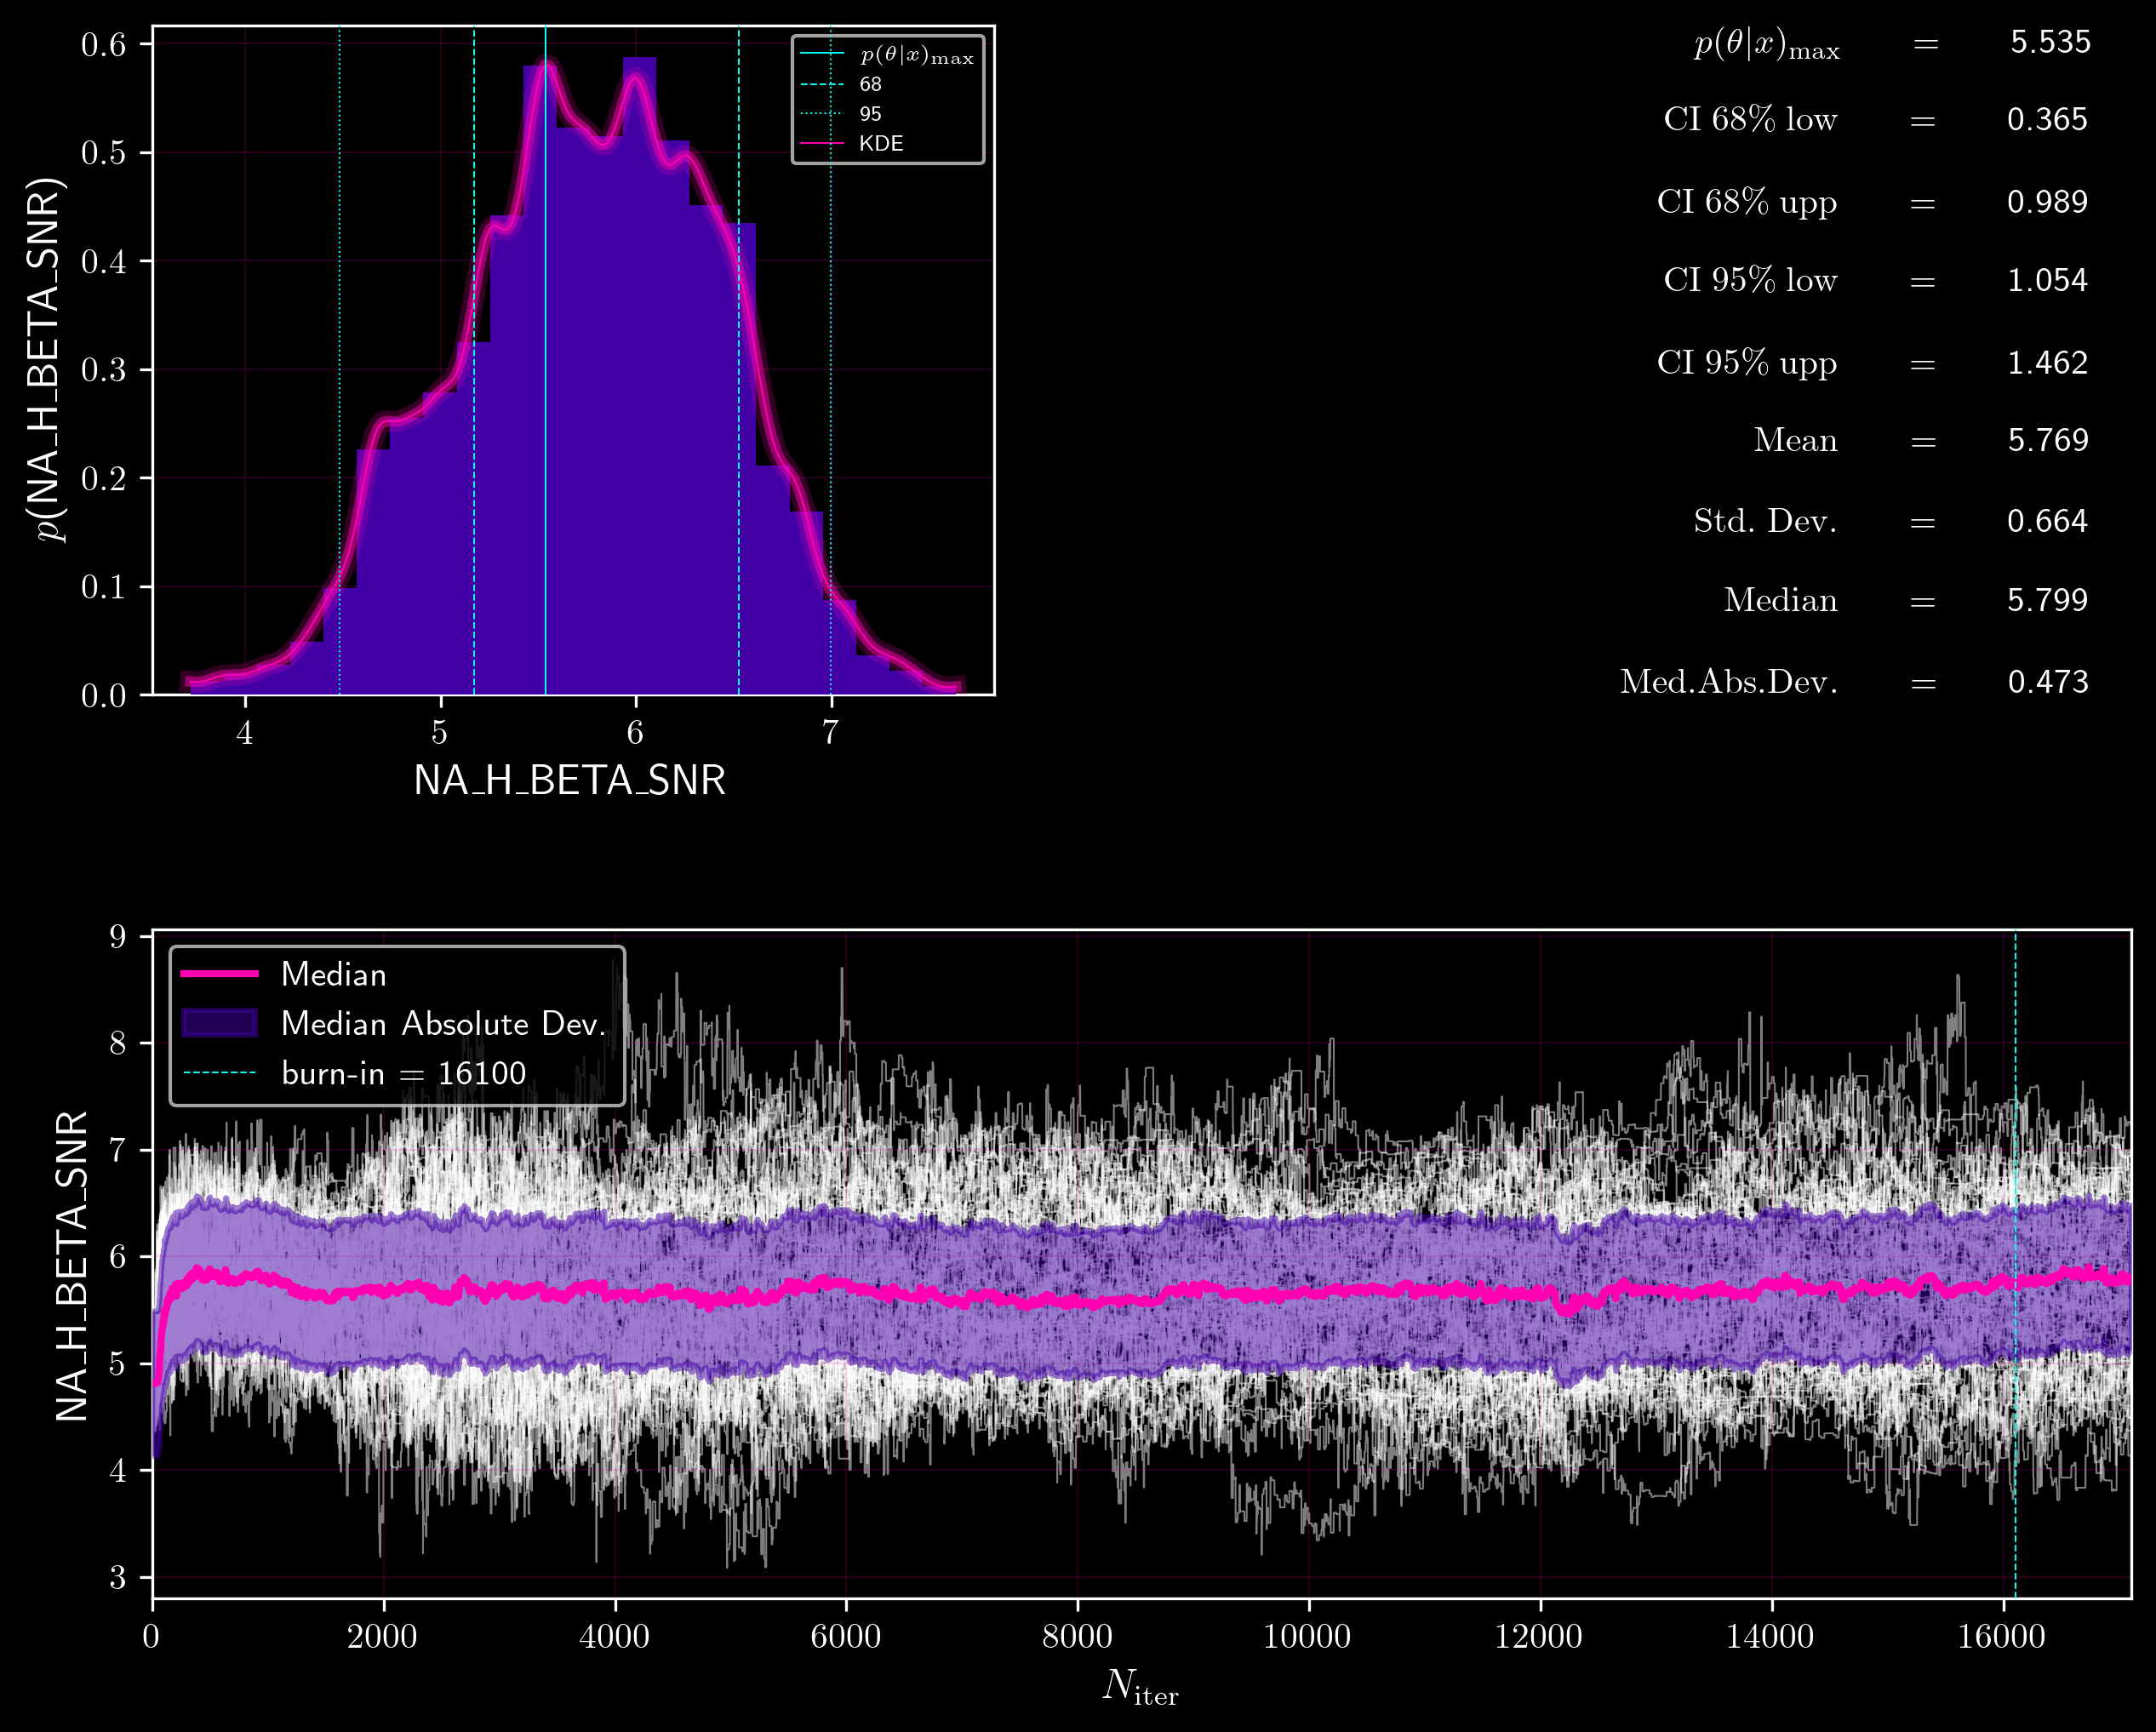 0.6
0.5
0.4
0.3
0.2
0.1
0.0
p(NA_H_BETA_SNR)
4 5 6 7
NA_H_BETA_SNR
p(θ|x)max
68
95
KDE
p(θ|x)max = 5.535
CI 68% low = 0.365
CI 68% upp = 0.989
CI 95% low = 1.054
CI 95% upp = 1.462
Mean = 5.769
Std. Dev. = 0.664
Median = 5.799
Med.Abs.Dev. = 0.473
9
8
7
6
5
4
3
NA_H_BETA_SNR
Median
Median Absolute Dev.
burn-in = 16100
0 2000 4000 6000 8000 10000 12000 14000 16000
Niter